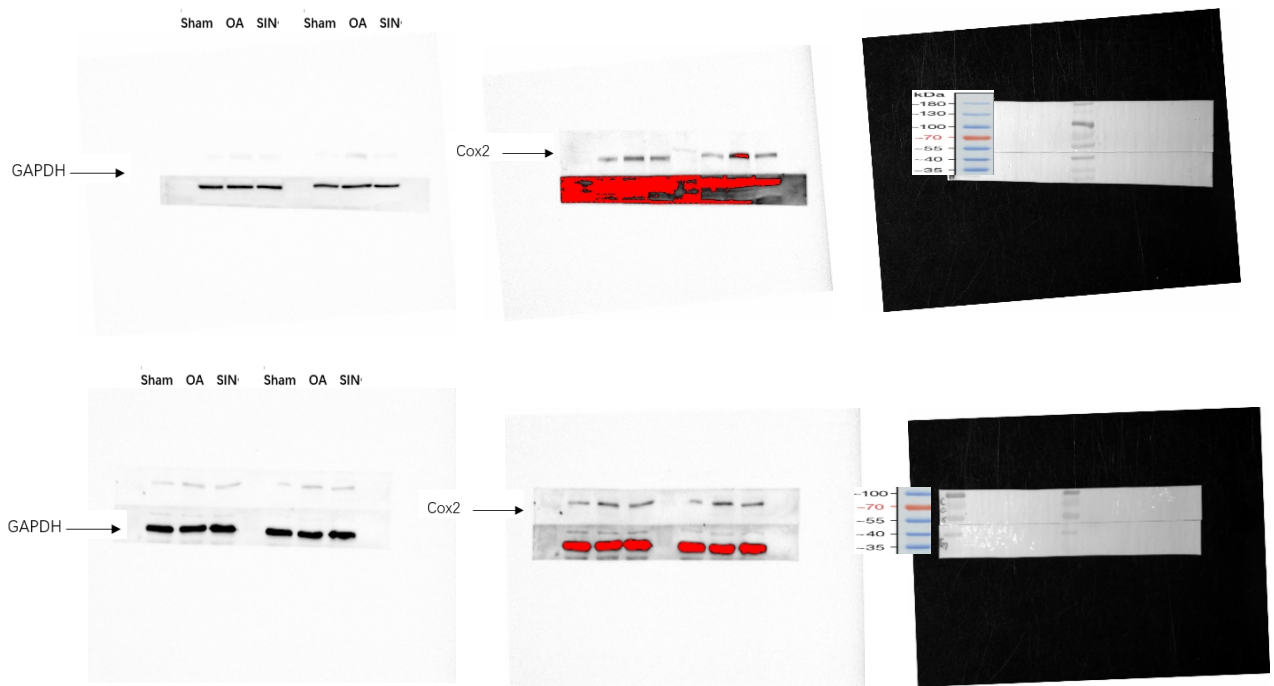 Sham OA SIN Sham OA SIN
GAPDH
Cox2
kDa
-180
-130
-100
-70
-55
-40
-35
Sham OA SIN Sham OA SIN
GAPDH
Cox2
-100
-70
-55
-40
-35